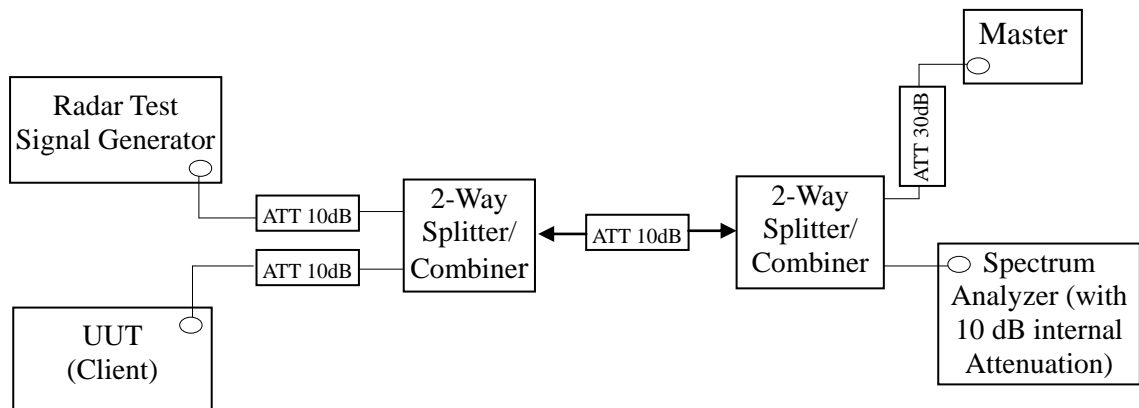 Master
Radar Test
Signal Generator
ATT 30dB
ATT 10dB
2-Way
Splitter/
Combiner
ATT 10dB
2-Way
Splitter/
Combiner
ATT 10dB
UUT
(Client)
Spectrum
Analyzer (with
10 dB internal
Attenuation)